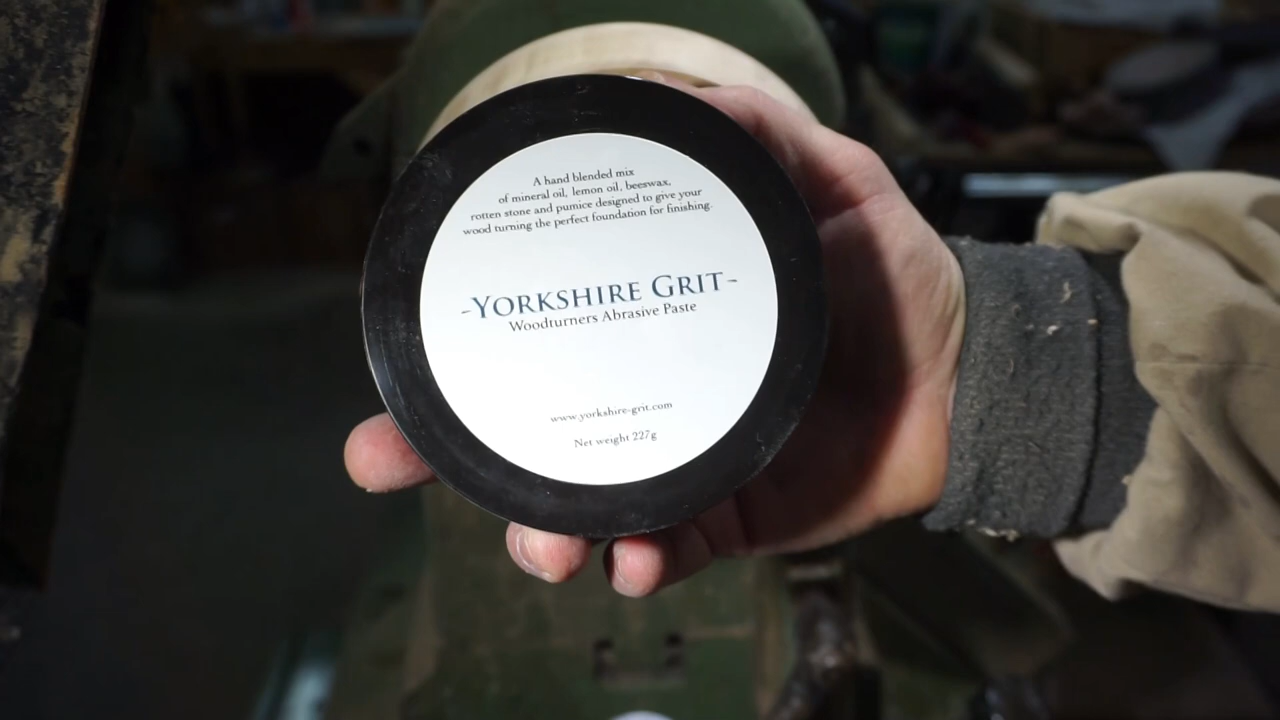 A hand blended mix
of mineral oil, lemon oil, beeswax,
rotten stone and pumice designed to give your
wood turning the perfect foundation for finishing.
-YORKSHIRE GRIT-
Woodturners Abrasive Paste
www.yorkshire-grit.com
Net weight 227g